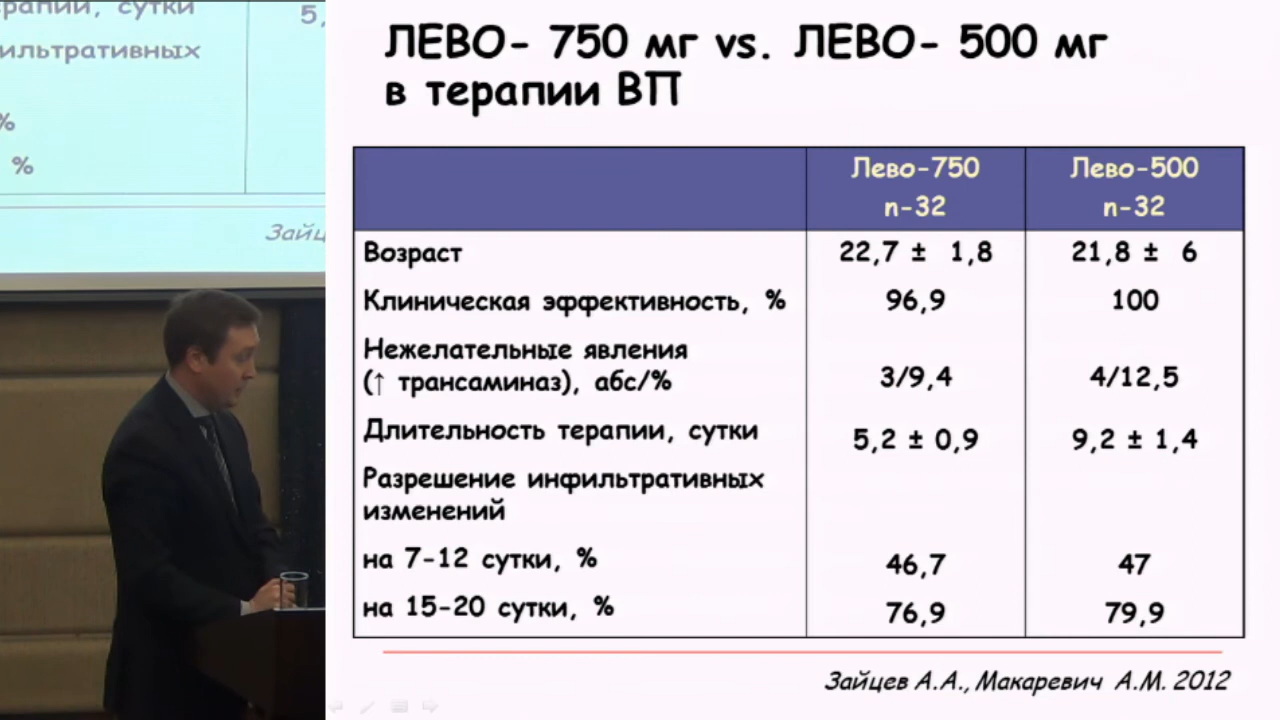 рапии, сутки
5,
ильтративных
%
%
Зайц
ЛЕВО- 750 мг vs. ЛЕВО- 500 мг
в терапии ВП
Лево-750
n-32
Лево-500
n-32
Возраст 22,7 ± 1,8 21,8 ± 6
Клиническая эффективность, % 96,9 100
Нежелательные явления
(↑ трансаминаз), абс/% 3/9,4 4/12,5
Длительность терапии, сутки 5,2 ± 0,9 9,2 ± 1,4
Разрешение инфильтративных
изменений
на 7-12 сутки, % 46,7 47
на 15-20 сутки, % 76,9 79,9
Зайцев А.А., Макаревич А.М. 2012